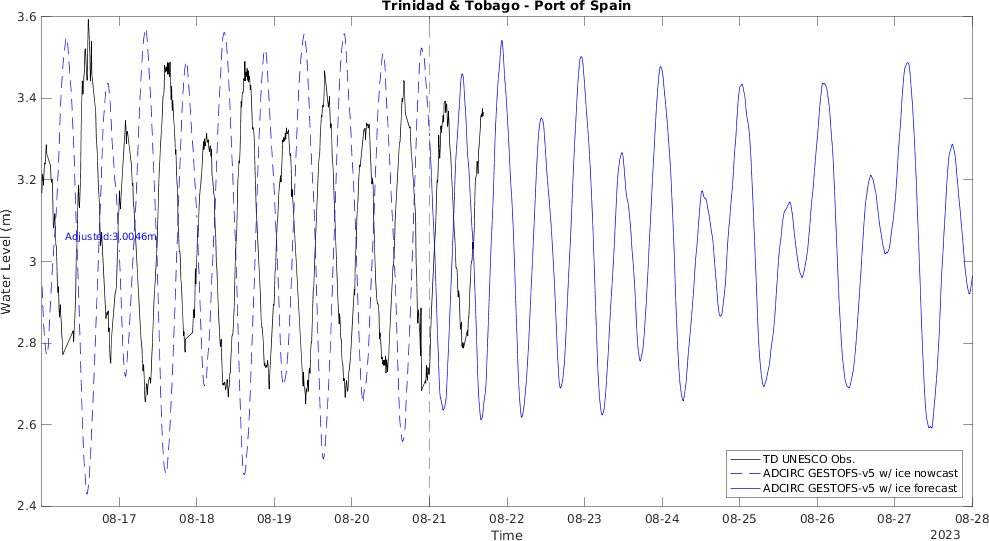 Trinidad & Tobago - Port of Spain
3.6
3.4
3.2
3
2.8
2.6
2.4
Water Level (m)
Adjusted:3.0046m
TD UNESCO Obs.
ADCIRC GESTOFS-v5 w/ ice nowcast
ADCIRC GESTOFS-v5 w/ ice forecast
08-17 08-18 08-19 08-20 08-21 08-22 08-23 08-24 08-25 08-26 08-27 08-28
Time
2023